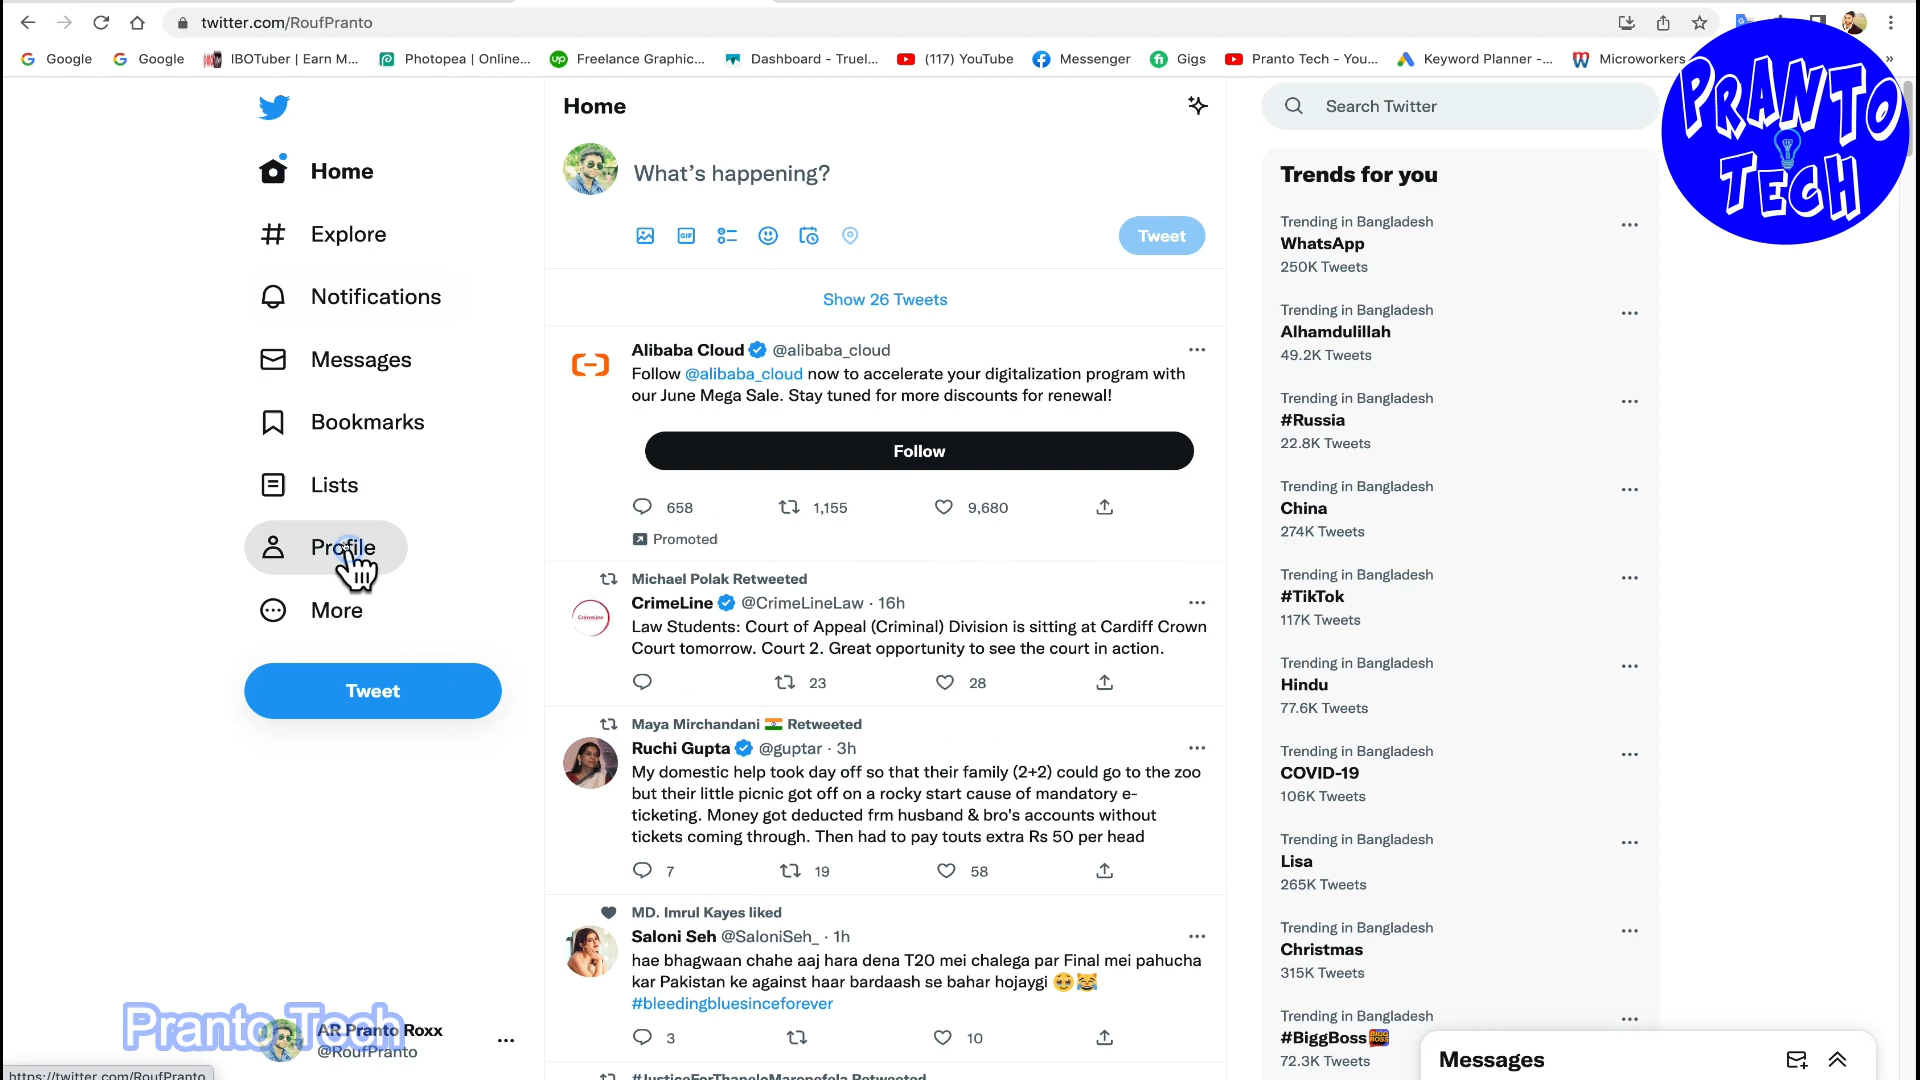 twitter.com/RoufPranto
Google
Google
IBOTuber | Earn M...
Photopea | Online...
Freelance Graphic...
Dashboard - Truel...
(117) YouTube
Messenger
Gigs
Pranto Tech - You...
Keyword Planner -...
Microworkers
»
PRANTO
TECH
Home
Explore
Notifications
Messages
Bookmarks
Lists
Profile
More
Tweet
Pranto Tech
AR Pranto Roxx
@RoufPranto
https://twitter.com/RoufPranto
Home
What's happening?
GIF
Tweet
Show 26 Tweets
Alibaba Cloud @alibaba_cloud
Follow @alibaba_cloud now to accelerate your digitalization program with
our June Mega Sale. Stay tuned for more discounts for renewal!
Follow
658 1,155 9,680
Promoted
Michael Polak Retweeted
CrimeLine @CrimeLineLaw · 16h
CrimeLine
Law Students: Court of Appeal (Criminal) Division is sitting at Cardiff Crown
Court tomorrow. Court 2. Great opportunity to see the court in action.
23 28
Maya Mirchandani 🇮🇳 Retweeted
Ruchi Gupta @guptar · 3h
My domestic help took day off so that their family (2+2) could go to the zoo
but their little picnic got off on a rocky start cause of mandatory e-
ticketing. Money got deducted frm husband & bro's accounts without
tickets coming through. Then had to pay touts extra Rs 50 per head
7 19 58
MD. Imrul Kayes liked
Saloni Seh @SaloniSeh_ · 1h
hae bhagwaan chahe aaj hara dena T20 mei chalega par Final mei pahucha
kar Pakistan ke against haar bardaash se bahar hojaygi 🥹😹
#bleedingbluesinceforever
3 10
#JusticeForThapeloMaropefela Retweeted
Search Twitter
Trends for you
Trending in Bangladesh
WhatsApp
250K Tweets
Trending in Bangladesh
Alhamdulillah
49.2K Tweets
Trending in Bangladesh
#Russia
22.8K Tweets
Trending in Bangladesh
China
274K Tweets
Trending in Bangladesh
#TikTok
117K Tweets
Trending in Bangladesh
Hindu
77.6K Tweets
Trending in Bangladesh
COVID-19
106K Tweets
Trending in Bangladesh
Lisa
265K Tweets
Trending in Bangladesh
Christmas
315K Tweets
Trending in Bangladesh
#BiggBoss
72.3K Tweets
Messages